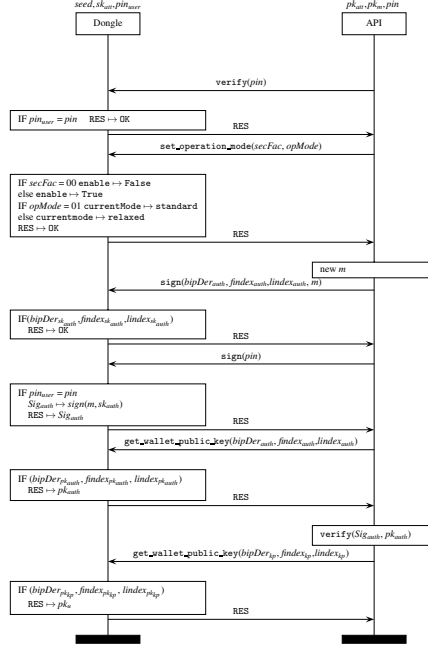 seed, sk_att, pin_user
pk_att, pk_m, pin
Dongle
API
verify(pin)
IF pin_user = pin RES ↦ OK
RES
set_operation_mode(secFac, opMode)
IF secFac = 00 enable ↦ False
else enable ↦ True
IF opMode = 01 currentMode ↦ standard
else currentmode ↦ relaxed
RES ↦ OK
RES
new m
sign(bipDer_auth, findex_auth, lindex_auth, m)
IF(bipDer_sk_auth, findex_sk_auth, lindex_sk_auth)
RES ↦ OK
RES
sign(pin)
IF pin_user = pin
Sig_auth ↦ sign(m, sk_auth)
RES ↦ Sig_auth
RES
get_wallet_public_key(bipDer_auth, findex_auth, lindex_auth)
IF (bipDer_pk_auth, findex_pk_auth, lindex_pk_auth)
RES ↦ pk_auth
RES
verify(Sig_auth, pk_auth)
get_wallet_public_key(bipDer_kp, findex_kp, lindex_kp)
IF (bipDer_pk_kp, findex_pk_kp, lindex_pk_kp)
RES ↦ pk_u
RES